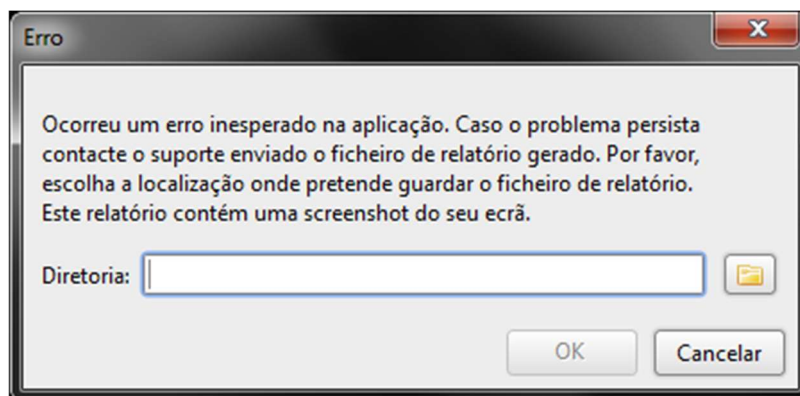 Erro
Ocorreu um erro inesperado na aplicação. Caso o problema persista
contacte o suporte enviado o ficheiro de relatório gerado. Por favor,
escolha a localização onde pretende guardar o ficheiro de relatório.
Este relatório contém uma screenshot do seu ecrã.
Diretoria:
OK
Cancelar